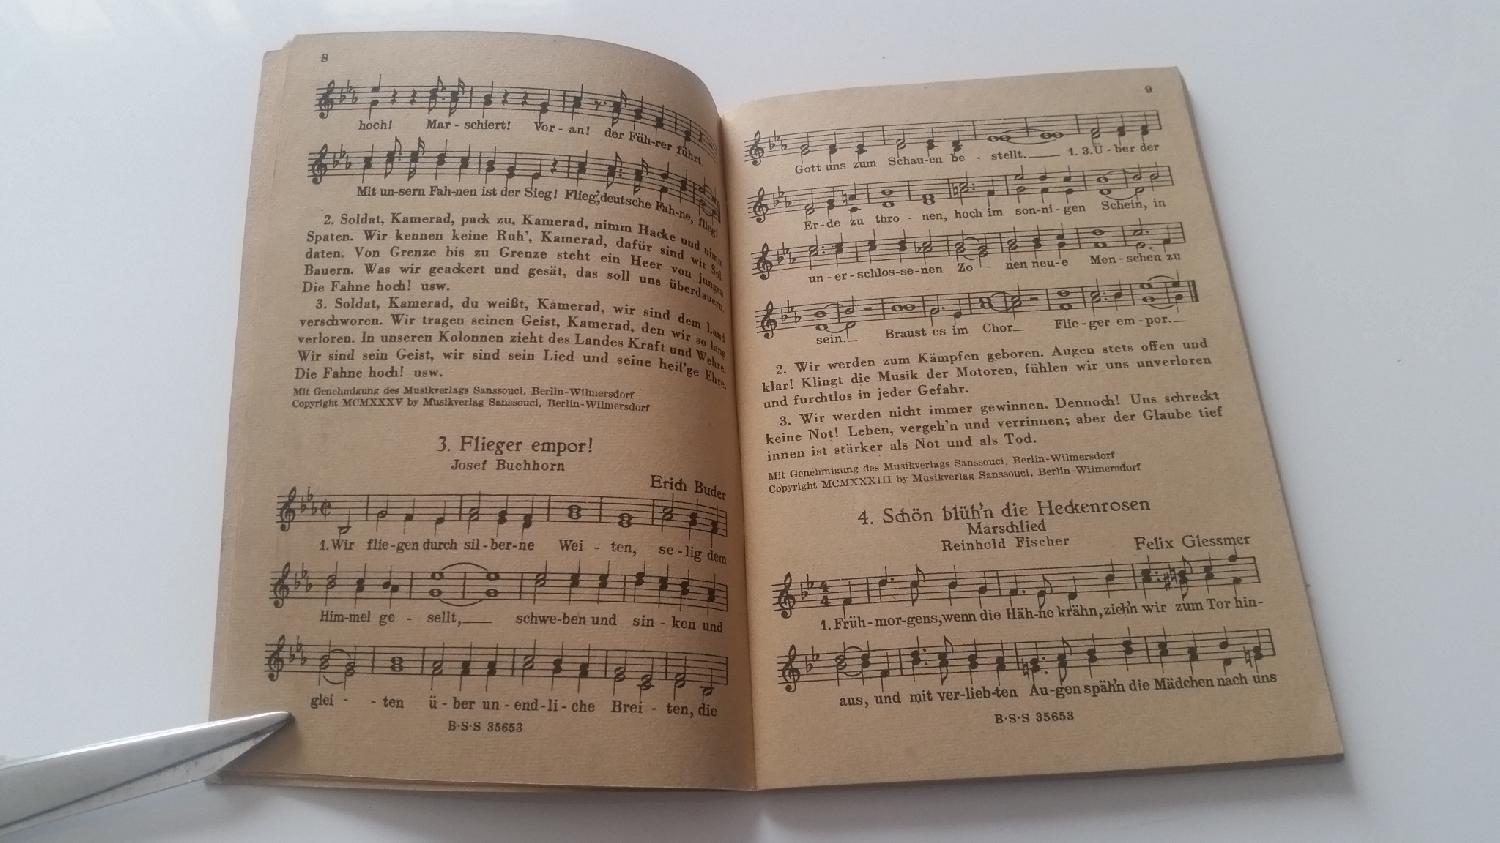 8
hoch! Mar-schiert! Vor-an! der Füh-rer führt.
Mit un-sern Fah-nen ist der Sieg! Flieg, deutsche Fah-ne, flieg!
2. Soldat, Kamerad, pack zu, Kamerad, nimm Hacke und
Spaten. Wir kennen keine Ruh', Kamerad, dafür sind wir Sol-
daten. Von Grenze bis zu Grenze steht ein Heer von jungen
Bauern. Was wir geackert und gesät, das soll uns überdauern.
Die Fahne hoch! usw.
3. Soldat, Kamerad, du weißt, Kamerad, wir sind dem Land
verschworen. Wir tragen seinen Geist, Kamerad, den wir so lang
verloren. In unseren Kolonnen zieht des Landes Kraft und Wehre.
Wir sind sein Geist, wir sind sein Lied und seine heil'ge Ehre.
Die Fahne hoch! usw.
Mit Genehmigung des Musikverlags Sanssouci, Berlin-Wilmersdorf
Copyright MCMXXXV by Musikverlag Sanssouci, Berlin-Wilmersdorf
3. Flieger empor!
Josef Buchhorn
Erich Buder
1. Wir flie-gen durch sil-ber-ne Wei - ten, se-lig dem
Him-mel ge - sellt, schwe-ben und sin-ken und
glei - - ten ü-ber un-end-li-che Brei - ten, die
B·S·S 35653
9
Gott uns zum Schau-en be - stellt. 1. 3. Ü-ber der
Er-de zu thro - nen, hoch im son-ni-gen Schein, in
un-er-schlos-se-nen Zo - nen neu-e Men-schen zu
sein. Braust es im Chor Flie-ger em-por.
2. Wir werden zum Kämpfen geboren. Augen stets offen und
klar! Klingt die Musik der Motoren, fühlen wir uns unverloren
und furchtlos in jeder Gefahr.
3. Wir werden nicht immer gewinnen. Dennoch! Uns schreckt
keine Not! Leben, vergeh'n und verrinnen; aber der Glaube tief
innen ist stärker als Not und als Tod.
Mit Genehmigung des Musikverlags Sanssouci, Berlin-Wilmersdorf
Copyright MCMXXXIII by Musikverlag Sanssouci, Berlin Wilmersdorf
4. Schön blüh'n die Heckenrosen
Marschlied
Reinhold Fischer
Felix Glessmer
1. Früh-mor-gens, wenn die Häh-ne krähn, zieh'n wir zum Tor hin-
aus, und mit ver-lieb-ten Au-gen späh'n die Mädchen nach uns
B·S·S 35653